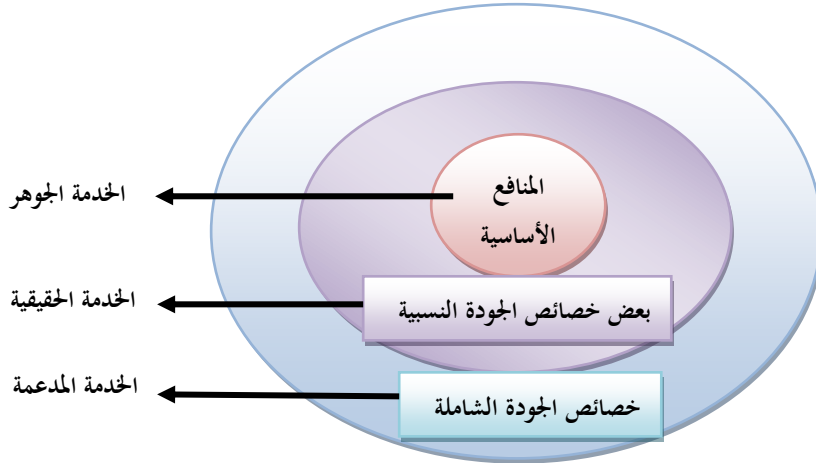 المنافع
الأساسية
الخدمة الجوهر
بعض خصائص الجودة النسبية
الخدمة الحقيقية
خصائص الجودة الشاملة
الخدمة المدعمة